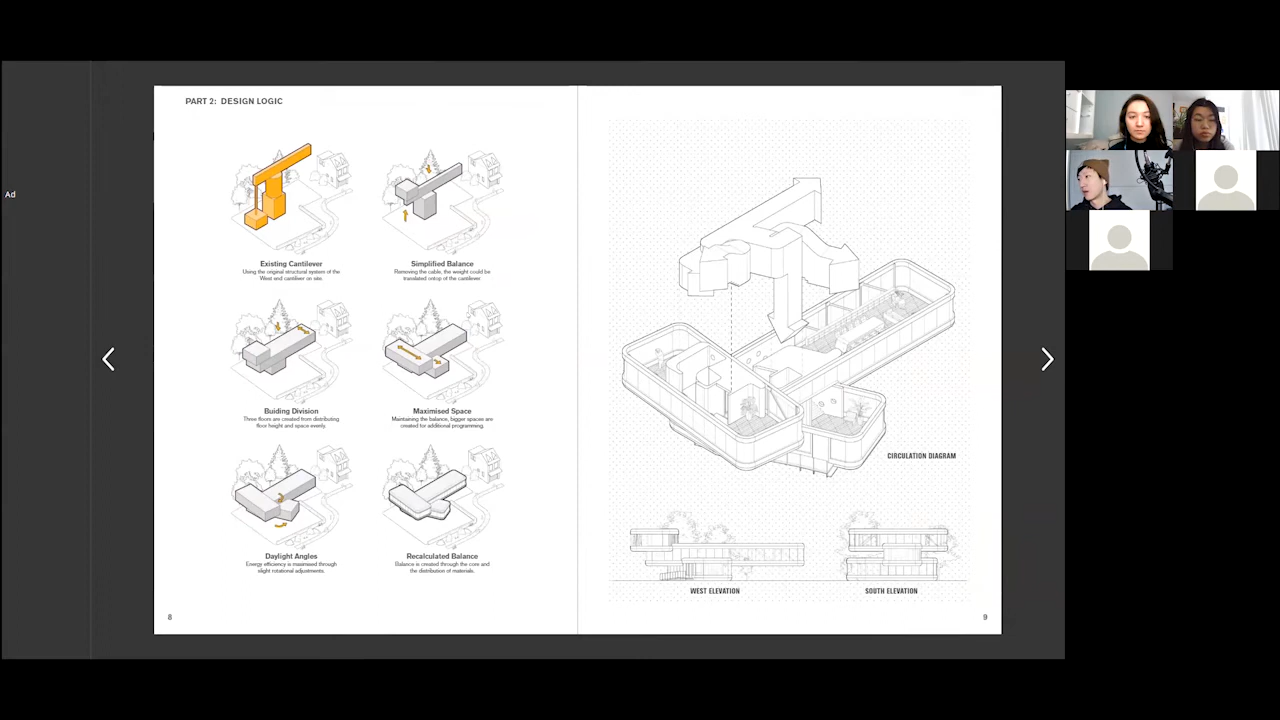 PART 2: DESIGN LOGIC
Ad
Existing Cantilever
Using the original structural system of the
West end cantiliver on site.
Simplified Balance
Removing the cable, the weight could be
translated ontop of the cantilever
Buiding Division
Three floors are created from distributing
floor height and space evenly.
Maximised Space
Maintaining the balance, bigger spaces are
created for additional programming.
Daylight Angles
Energy efficiency is maximised through
slight rotational adjustments.
Recalculated Balance
Balance is created through the core and
the distribution of materials.
8
CIRCULATION DIAGRAM
WEST ELEVATION
SOUTH ELEVATION
9